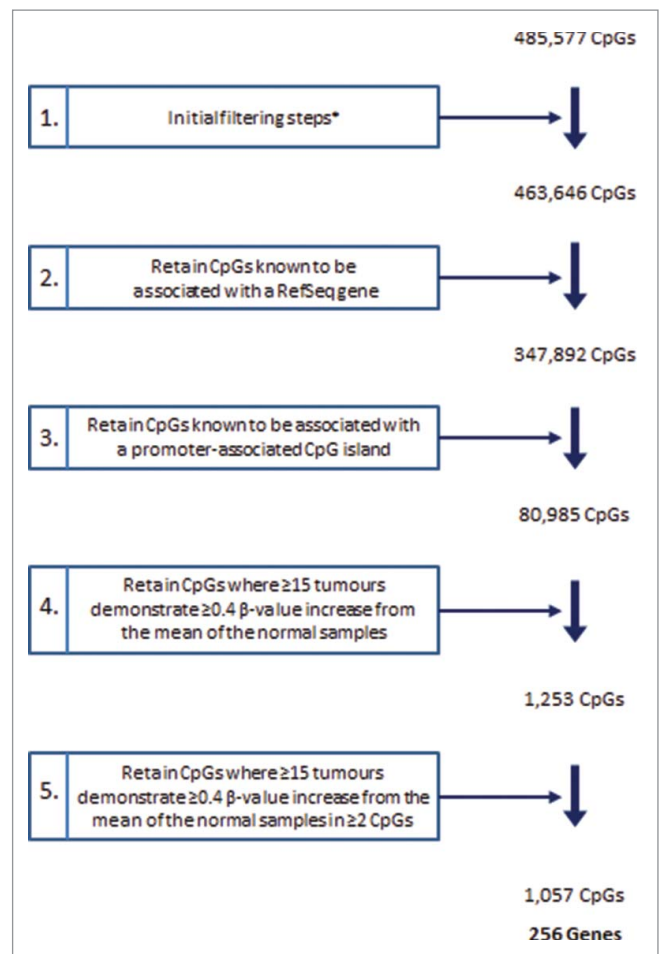 485,577 CpGs
1. Initial filtering steps*
463,646 CpGs
2. Retain CpGs known to be
associated with a RefSeq gene
347,892 CpGs
3. Retain CpGs known to be associated with
a promoter-associated CpG island
80,985 CpGs
4. Retain CpGs where ≥15 tumours
demonstrate ≥0.4 β-value increase from
the mean of the normal samples
1,253 CpGs
5. Retain CpGs where ≥15 tumours
demonstrate ≥0.4 β-value increase from the
mean of the normal samples in ≥2 CpGs
1,057 CpGs
256 Genes